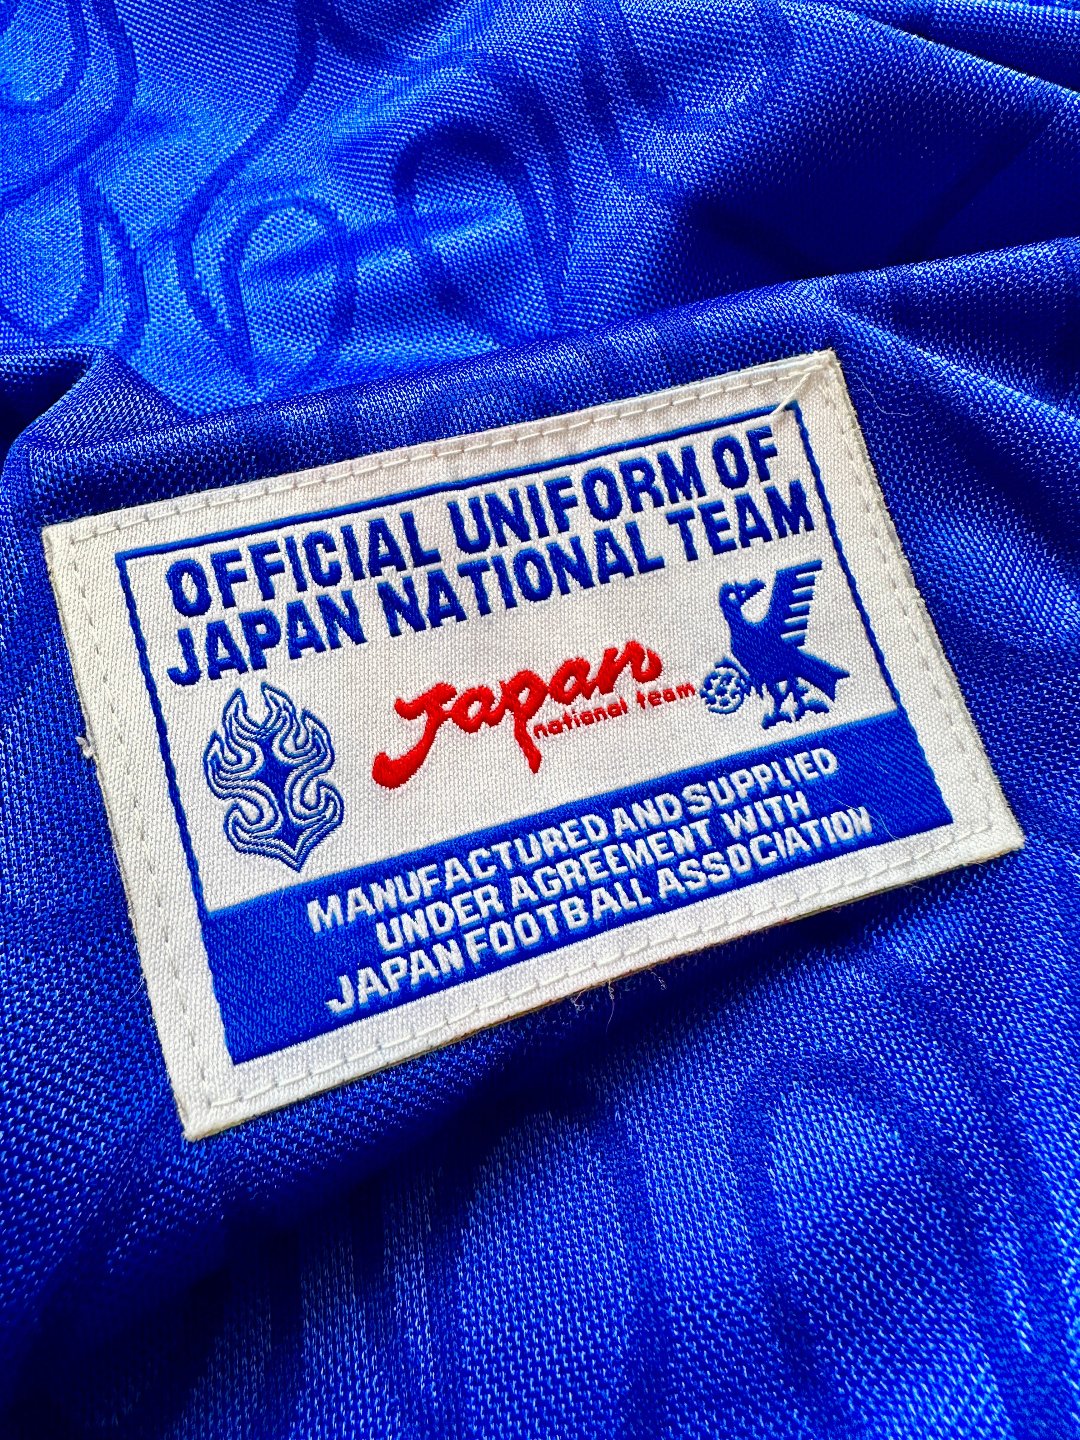 OFFICIAL UNIFORM OF
JAPAN NATIONAL TEAM
Japan
national team
MANUFACTURED AND SUPPLIED
UNDER AGREEMENT WITH
JAPAN FOOTBALL ASSOCIATION